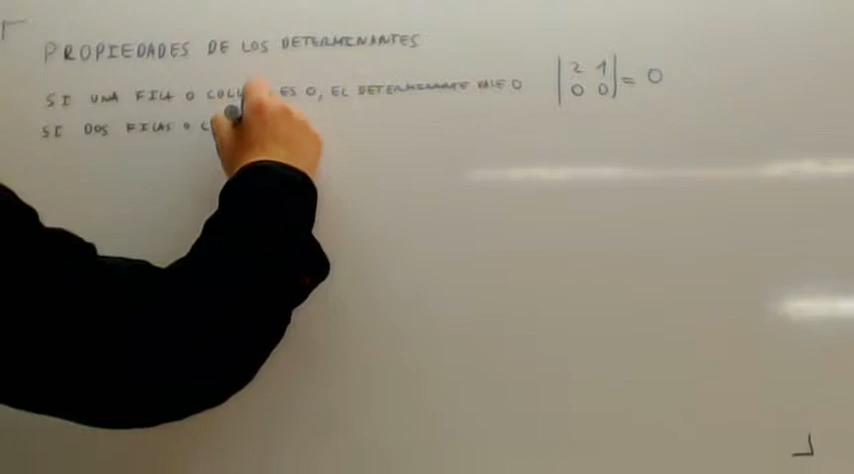 PROPIEDADES DE LOS DETERMINANTES
SI UNA FILA O ES 0, EL DETERMINANTE VALE 0
| 2 1 |
| 0 0 | = 0
SI DOS FILAS O